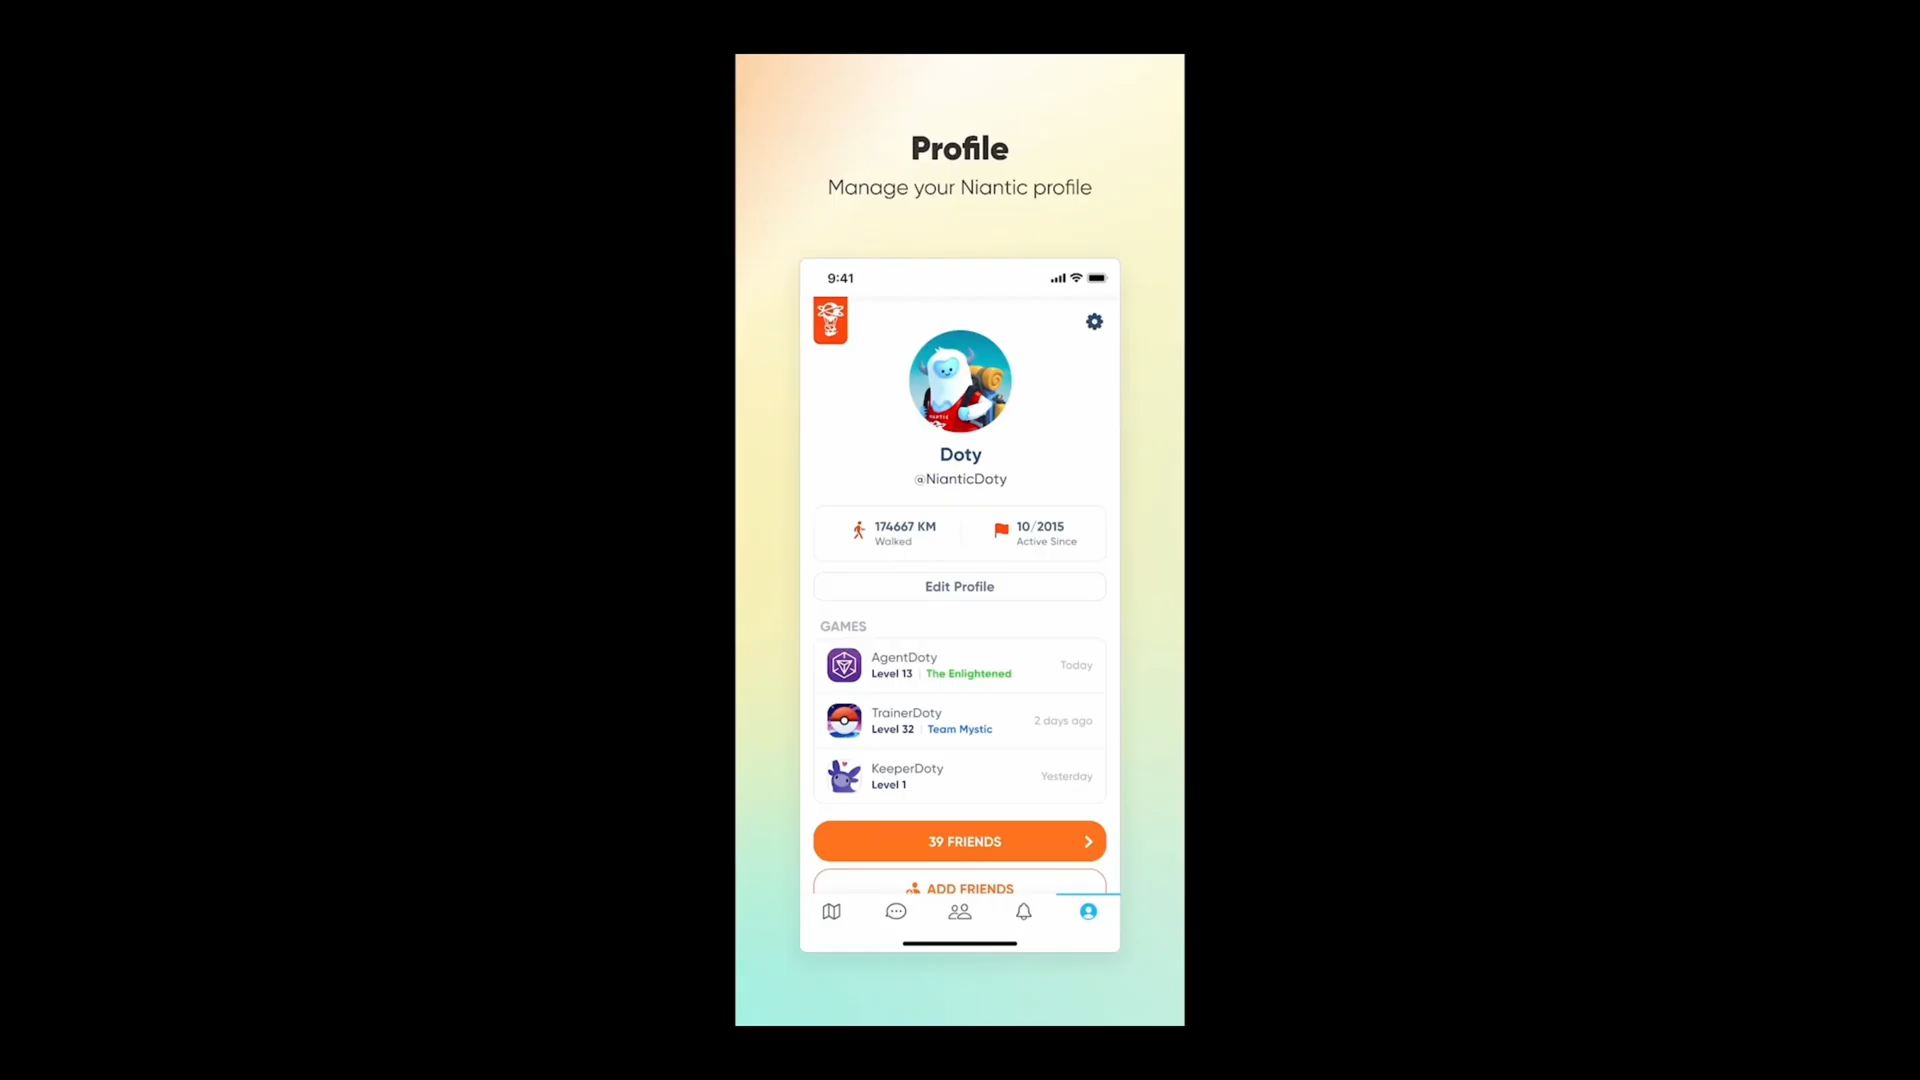 Profile
Manage your Niantic profile
9:41
NIANTIC
Doty
@NianticDoty
174667 KM
Walked
10/2015
Active Since
Edit Profile
GAMES
AgentDoty
Today
Level 13 | The Enlightened
TrainerDoty
2 days ago
Level 32 | Team Mystic
KeeperDoty
Yesterday
Level 1
39 FRIENDS
ADD FRIENDS